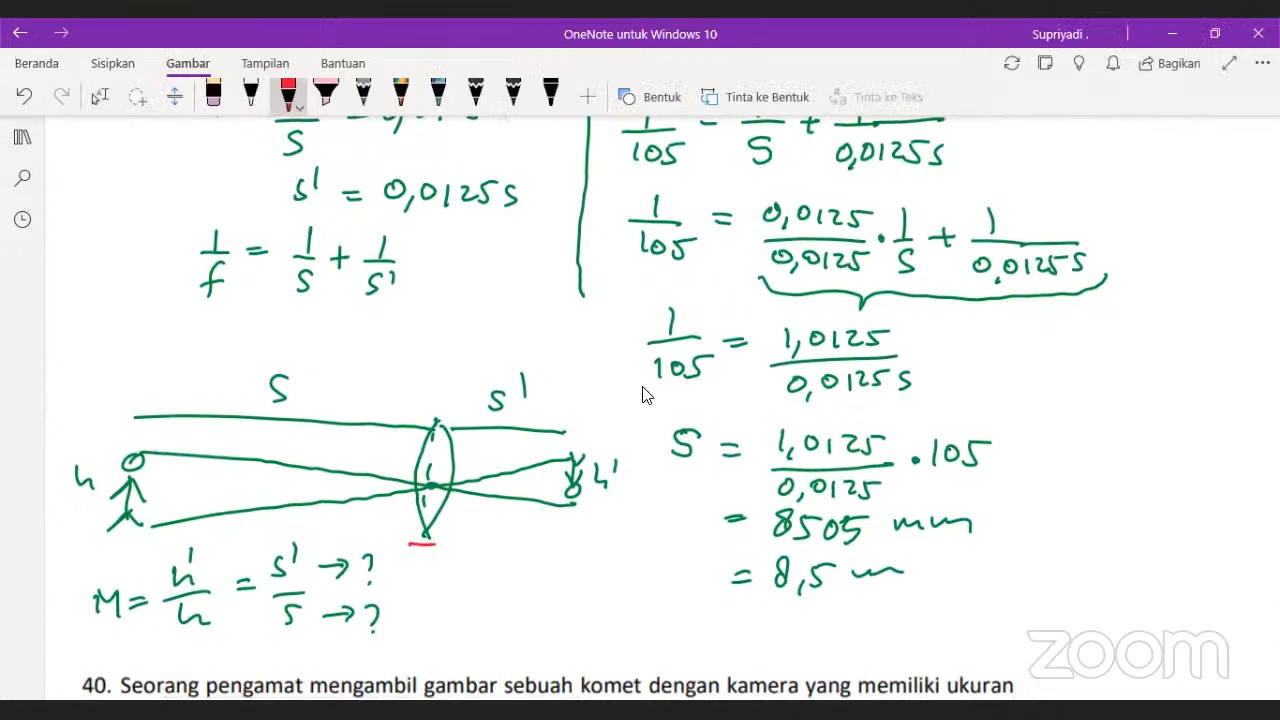 OneNote untuk Windows 10
Supriyadi .
Beranda Sisipkan Gambar Tampilan Bantuan
Bagikan
Bentuk Tinta ke Bentuk Tinta ke Teks
S
s' = 0,0125 s
1/f = 1/s + 1/s'
1/105 = 1/S + 1/0,0125 s
1/105 = 0,0125/0,0125 · 1/s + 1/0,0125 s
1/105 = 1,0125/0,0125 s
S = 1,0125/0,0125 · 105
= 8505 mm
= 8,5 m
S s'
h h'
M = h'/h = s'/s → ?
→ ?
zoom
40. Seorang pengamat mengambil gambar sebuah komet dengan kamera yang memiliki ukuran